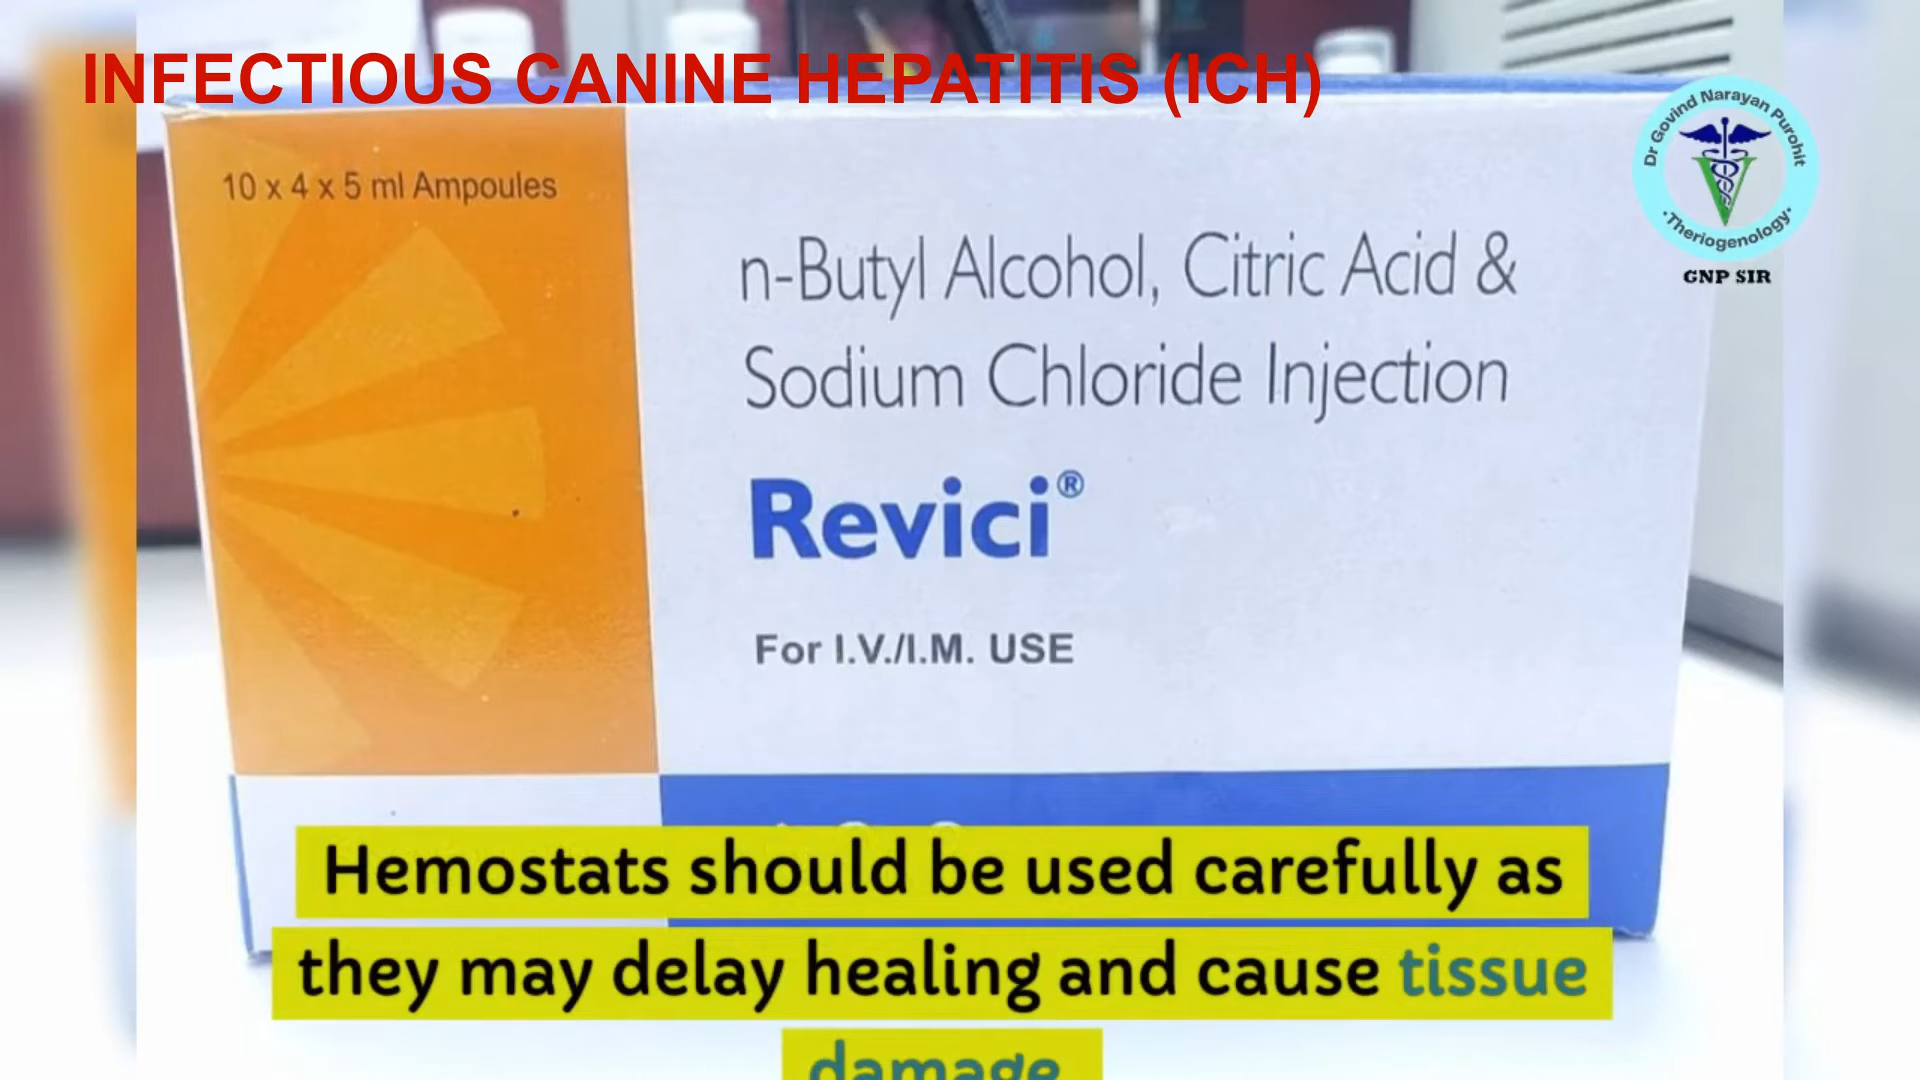 INFECTIOUS CANINE HEPATITIS (ICH)
10 x 4 x 5 ml Ampoules
n-Butyl Alcohol, Citric Acid &
Sodium Chloride Injection
Revici®
For I.V./I.M. USE
Dr Govind Narayan Purohit
•Theriogenology•
GNP SIR
Hemostats should be used carefully as
they may delay healing and cause tissue
damage